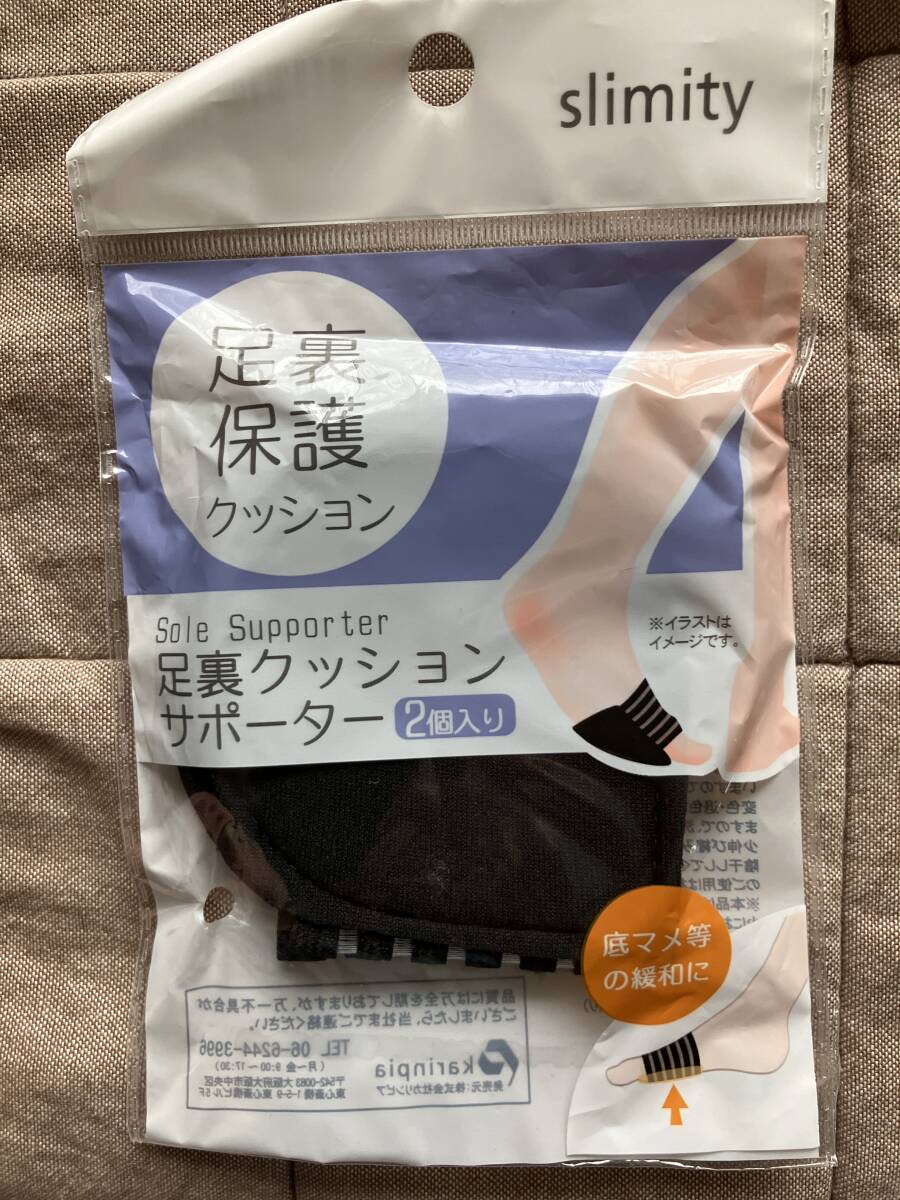 slimity
足裏
保護
クッション
Sole Supporter
足裏クッション
サポーター 2個入り
※イラストは
イメージです。
底マメ等
の緩和に
品質には万全を期しておりますが、万一不具合が
ございましたら、当社までご連絡ください。
karinpia
TEL 06-6244-3996
(月~金 9:00~17:30)
発売元:株式会社カリンピア
〒542-0083 大阪府大阪市中央区
東心斎橋1-5-9 東心斎橋ビル5F